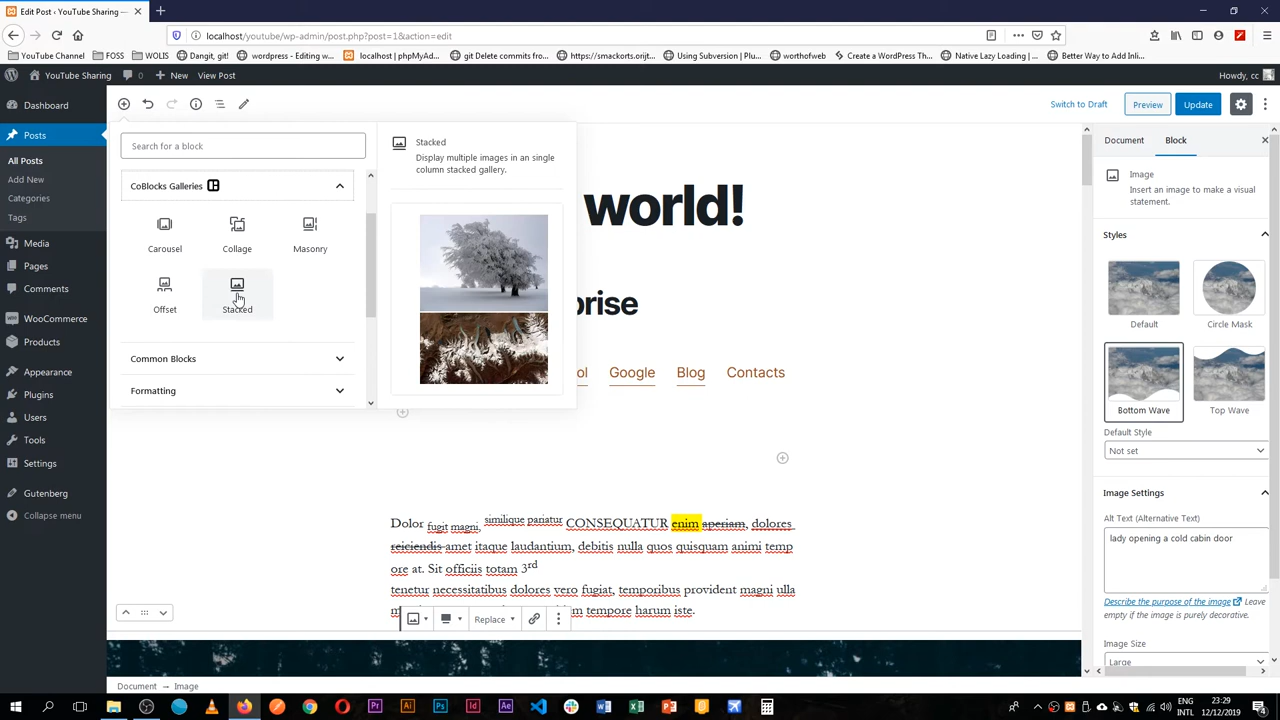 Edit Post ‹ YouTube Sharing —
localhost/youtube/wp-admin/post.php?post=1&action=edit
YouTube Channel
FOSS
WOLIS
Dangit, git!
wordpress - Editing w
localhost | phpMyAd
git Delete commits fro
https://smackorts.orijt
Using Subversion | Pra
worthofweb
Creating a WordPress Th
Native Lazy Loading |
Better Way to Add Inli
YouTube Sharing
0
New
View Post
Howdy, cc
Dashboard
Posts
All Posts
Add New
Categories
Tags
Media
Pages
Comments
WooCommerce
Products
Appearance
Plugins
Users
Tools
Settings
Gutenberg
Collapse menu
Switch to Draft
Preview
Update
Search for a block
CoBlocks Galleries
Carousel
Collage
Masonry
Offset
Stacked
Common Blocks
Formatting
Stacked
Display multiple images in an single
column stacked gallery.
world!
prise
ol
Google
Blog
Contacts
Dolor fugit magni, similique pariatur CONSEQUATUR enim aperiam, dolores
reiciendis amet itaque laudantium, debitis nulla quos quisquam animi temp
ore at. Sit officiis totam 3rd
tenetur necessitatibus dolores vero fugiat, temporibus provident magni ulla
m
m tempore harum iste.
Replace
Document → Image
Document
Block
Image
Insert an image to make a visual
statement.
Styles
Default
Circle Mask
Bottom Wave
Top Wave
Default Style
Not set
Image Settings
Alt Text (Alternative Text)
lady opening a cold cabin door
Describe the purpose of the image Leave
empty if the image is purely decorative.
Image Size
Large
ENG
INTL
23:29
12/12/2019